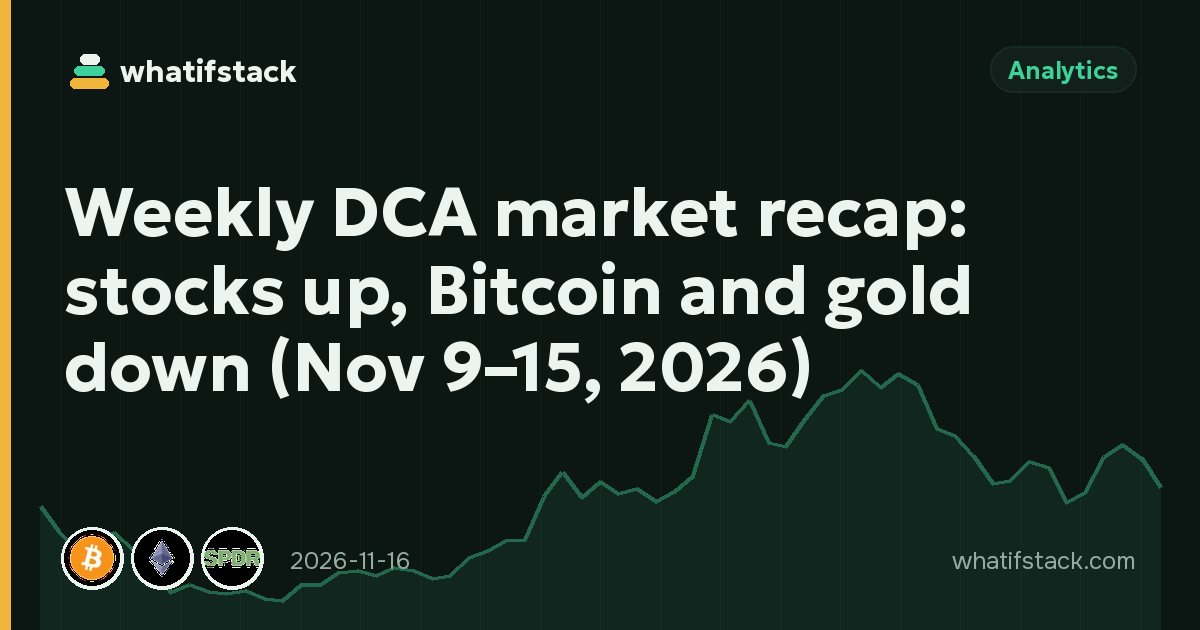 whatifstack
Analytics
Weekly DCA market recap:
stocks up, Bitcoin and gold
down (Nov 9–15, 2026)
SPDR
2026-11-16
whatifstack.com